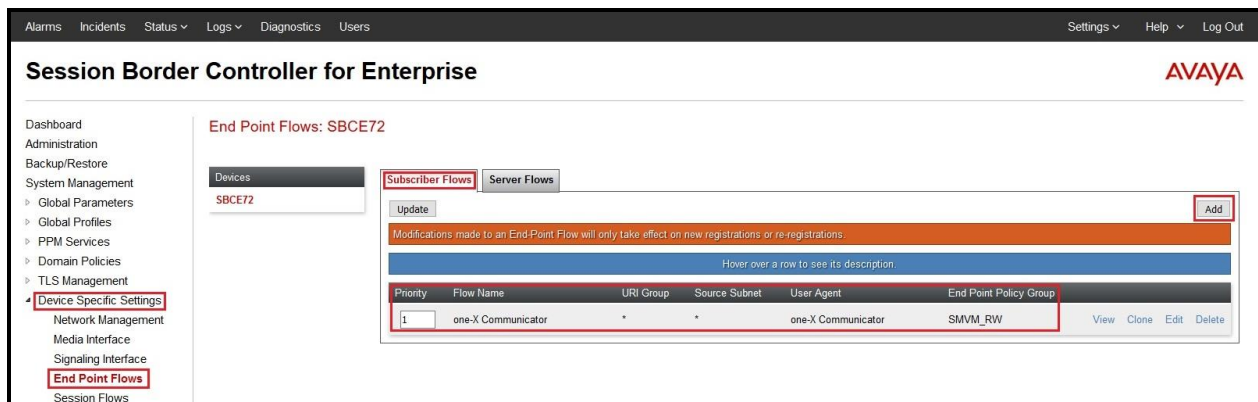 Alarms Incidents Status Logs Diagnostics Users Settings Help Log Out
Session Border Controller for Enterprise
AVAYA
Dashboard
Administration
Backup/Restore
System Management
Global Parameters
Global Profiles
PPM Services
Domain Policies
TLS Management
Device Specific Settings
Network Management
Media Interface
Signaling Interface
End Point Flows
Session Flows
End Point Flows: SBCE72
Devices
SBCE72
Subscriber Flows Server Flows
Update Add
Modifications made to an End-Point Flow will only take effect on new registrations or re-registrations.
Hover over a row to see its description.
Priority Flow Name URI Group Source Subnet User Agent End Point Policy Group
1 one-X Communicator * * one-X Communicator SMVM_RW View Clone Edit Delete